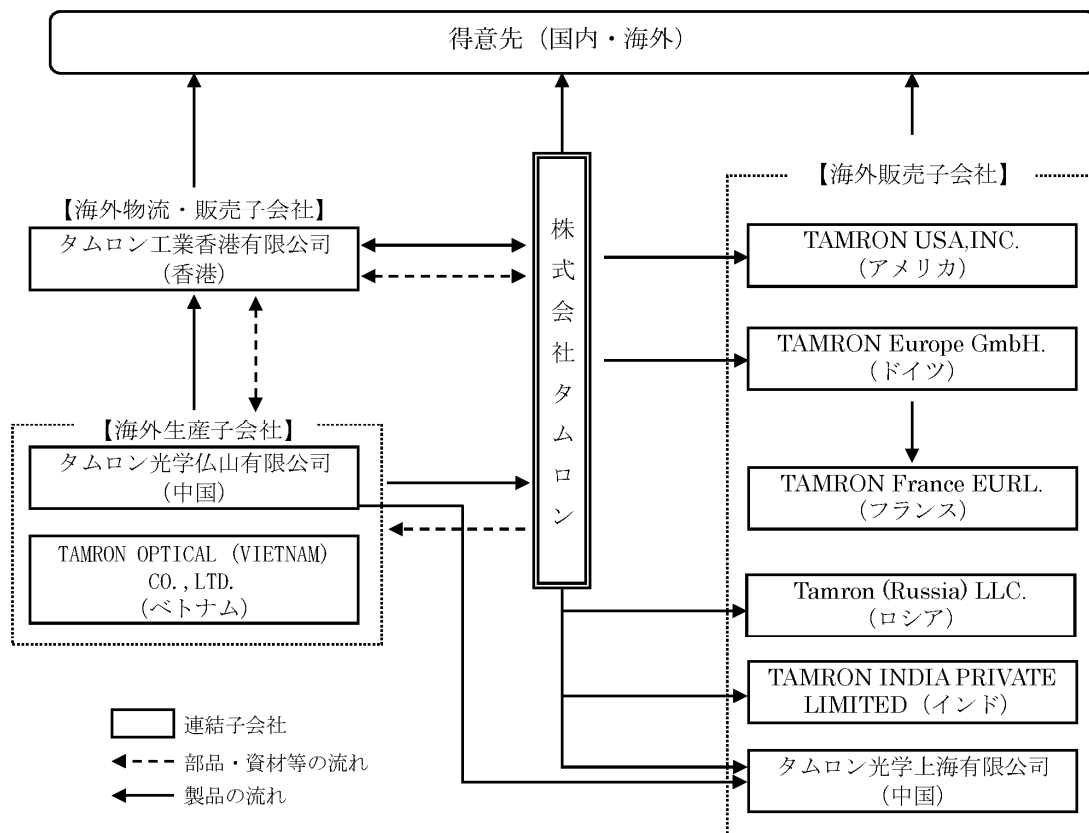 得意先（国内・海外）
【海外物流・販売子会社】
タムロン工業香港有限公司
（香港）
【海外生産子会社】
タムロン光学仏山有限公司
（中国）
TAMRON OPTICAL (VIETNAM)
CO.,LTD.
（ベトナム）
株式会社タムロン
【海外販売子会社】
TAMRON USA,INC.
（アメリカ）
TAMRON Europe GmbH.
（ドイツ）
TAMRON France EURL.
（フランス）
Tamron (Russia) LLC.
（ロシア）
TAMRON INDIA PRIVATE
LIMITED（インド）
タムロン光学上海有限公司
（中国）
連結子会社
部品・資材等の流れ
製品の流れ